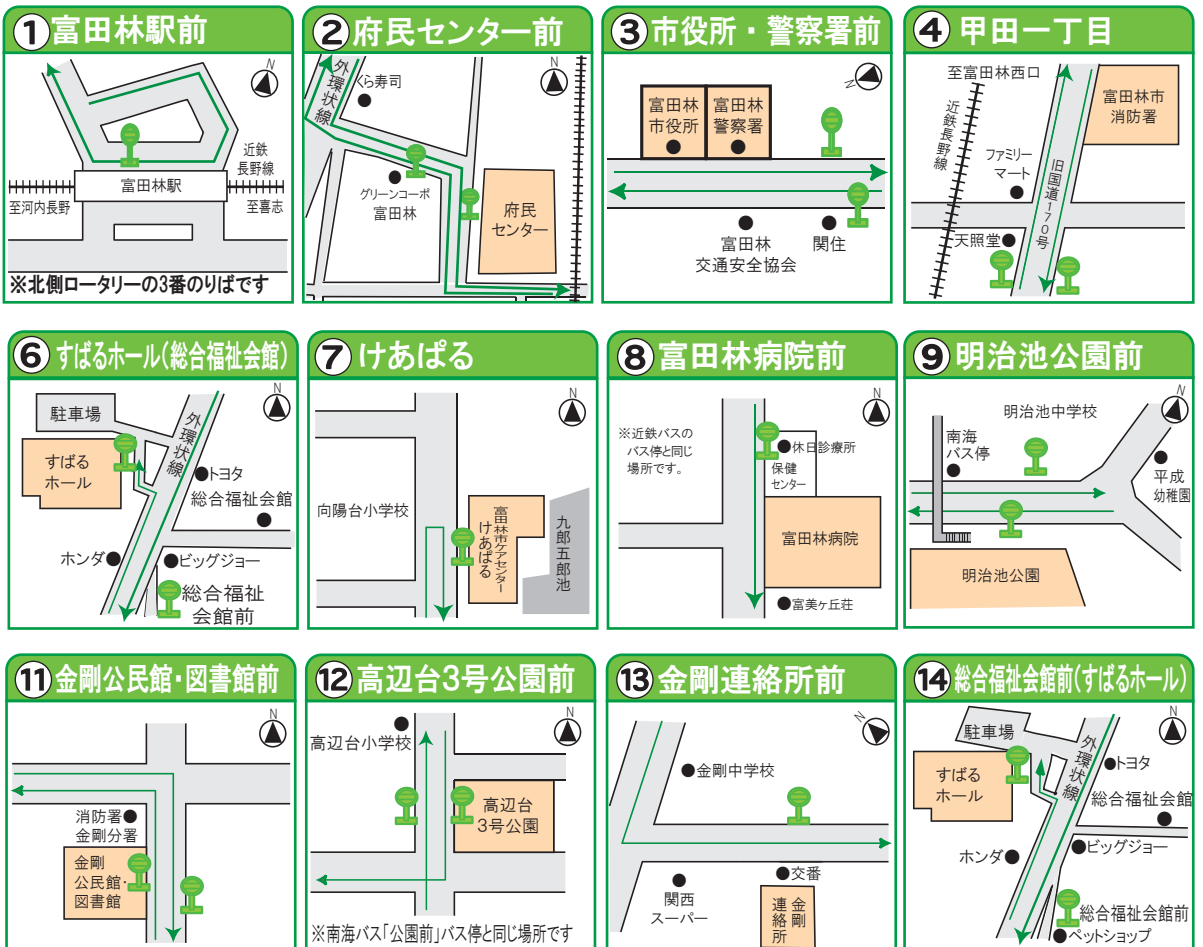 ①富田林駅前
N
近鉄
長野線
富田林駅
至河内長野
至喜志
※北側ロータリーの3番のりばです
②府民センター前
N
外環状線
くら寿司
グリーンコーポ
富田林
府民
センター
③市役所・警察署前
N
富田林
市役所
富田林
警察署
富田林
交通安全協会
関住
④甲田一丁目
N
至富田林西口
近鉄長野線
富田林市
消防署
ファミリー
マート
旧国道170号
天照堂
⑥すばるホール(総合福祉会館)
N
駐車場
外環状線
すばる
ホール
トヨタ
総合福祉会館
ホンダ
ビッグジョー
総合福祉
会館前
⑦けあぱる
N
向陽台小学校
富田林市ケアセンター
けあぱる
九郎五郎池
⑧富田林病院前
N
※近鉄バスの
バス停と同じ
場所です。
休日診療所
保健
センター
富田林病院
富美ヶ丘荘
⑨明治池公園前
N
明治池中学校
南海
バス停
平成
幼稚園
明治池公園
⑪金剛公民館・図書館前
N
消防署
金剛分署
金剛
公民館・
図書館
⑫高辺台3号公園前
N
高辺台小学校
高辺台
3号公園
※南海バス「公園前」バス停と同じ場所です
⑬金剛連絡所前
N
金剛中学校
交番
関西
スーパー
金剛
連絡所
⑭総合福祉会館前(すばるホール)
N
駐車場
外環状線
すばる
ホール
トヨタ
総合福祉会館
ホンダ
ビッグジョー
総合福祉会館前
ペットショップ